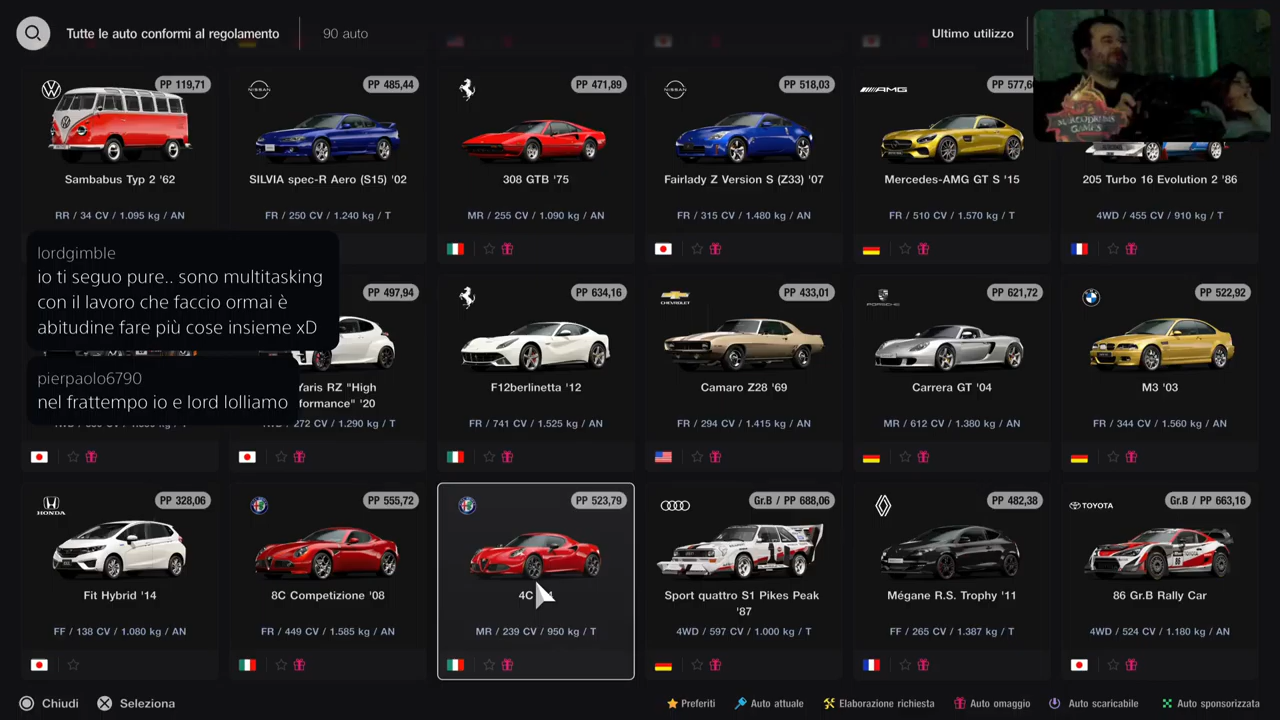 Tutte le auto conformi al regolamento
90 auto
Ultimo utilizzo
PP 119,71
Sambabus Typ 2 '62
RR / 34 CV / 1.095 kg / AN
NISSAN
PP 485,44
SILVIA spec-R Aero (S15) '02
FR / 250 CV / 1.240 kg / T
PP 471,89
308 GTB '75
MR / 255 CV / 1.090 kg / AN
NISSAN
PP 518,03
Fairlady Z Version S (Z33) '07
FR / 315 CV / 1.480 kg / AN
AMG
PP 577,6
Mercedes-AMG GT S '15
FR / 510 CV / 1.570 kg / T
205 Turbo 16 Evolution 2 '86
4WD / 455 CV / 910 kg / T
lordgimble
io ti seguo pure.. sono multitasking
con il lavoro che faccio ormai è
abitudine fare più cose insieme xD
pierpaolo6790
nel frattempo io e lord lolliamo
PP 497,94
Yaris RZ "High
formance" '20
272 CV / 1.290 kg / T
PP 634,16
F12berlinetta '12
FR / 741 CV / 1.525 kg / AN
CHEVROLET
PP 433,01
Camaro Z28 '69
FR / 294 CV / 1.415 kg / AN
PORSCHE
PP 621,72
Carrera GT '04
MR / 612 CV / 1.380 kg / AN
PP 522,92
M3 '03
FR / 344 CV / 1.560 kg / AN
HONDA
PP 328,06
Fit Hybrid '14
FF / 138 CV / 1.080 kg / AN
PP 555,72
8C Competizione '08
FR / 449 CV / 1.585 kg / AN
PP 523,79
4C
MR / 239 CV / 950 kg / T
Gr.B / PP 688,06
Sport quattro S1 Pikes Peak
'87
4WD / 597 CV / 1.000 kg / T
PP 482,38
Mégane R.S. Trophy '11
FF / 265 CV / 1.387 kg / T
TOYOTA
Gr.B / PP 663,16
86 Gr.B Rally Car
4WD / 524 CV / 1.180 kg / AN
Chiudi
Seleziona
Preferiti
Auto attuale
Elaborazione richiesta
Auto omaggio
Auto scaricabile
Auto sponsorizzata